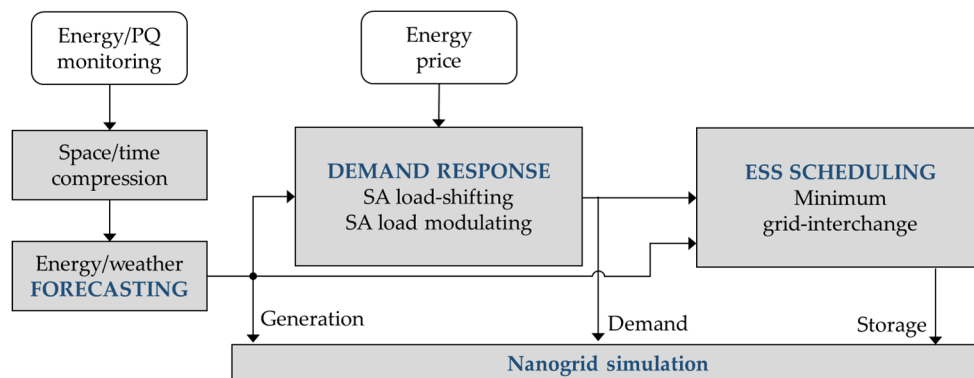 Energy/PQ
monitoring
Energy
price
Space/time
compression
DEMAND RESPONSE
SA load-shifting
SA load modulating
ESS SCHEDULING
Minimum
grid-interchange
Energy/weather
FORECASTING
Generation
Demand
Storage
Nanogrid simulation